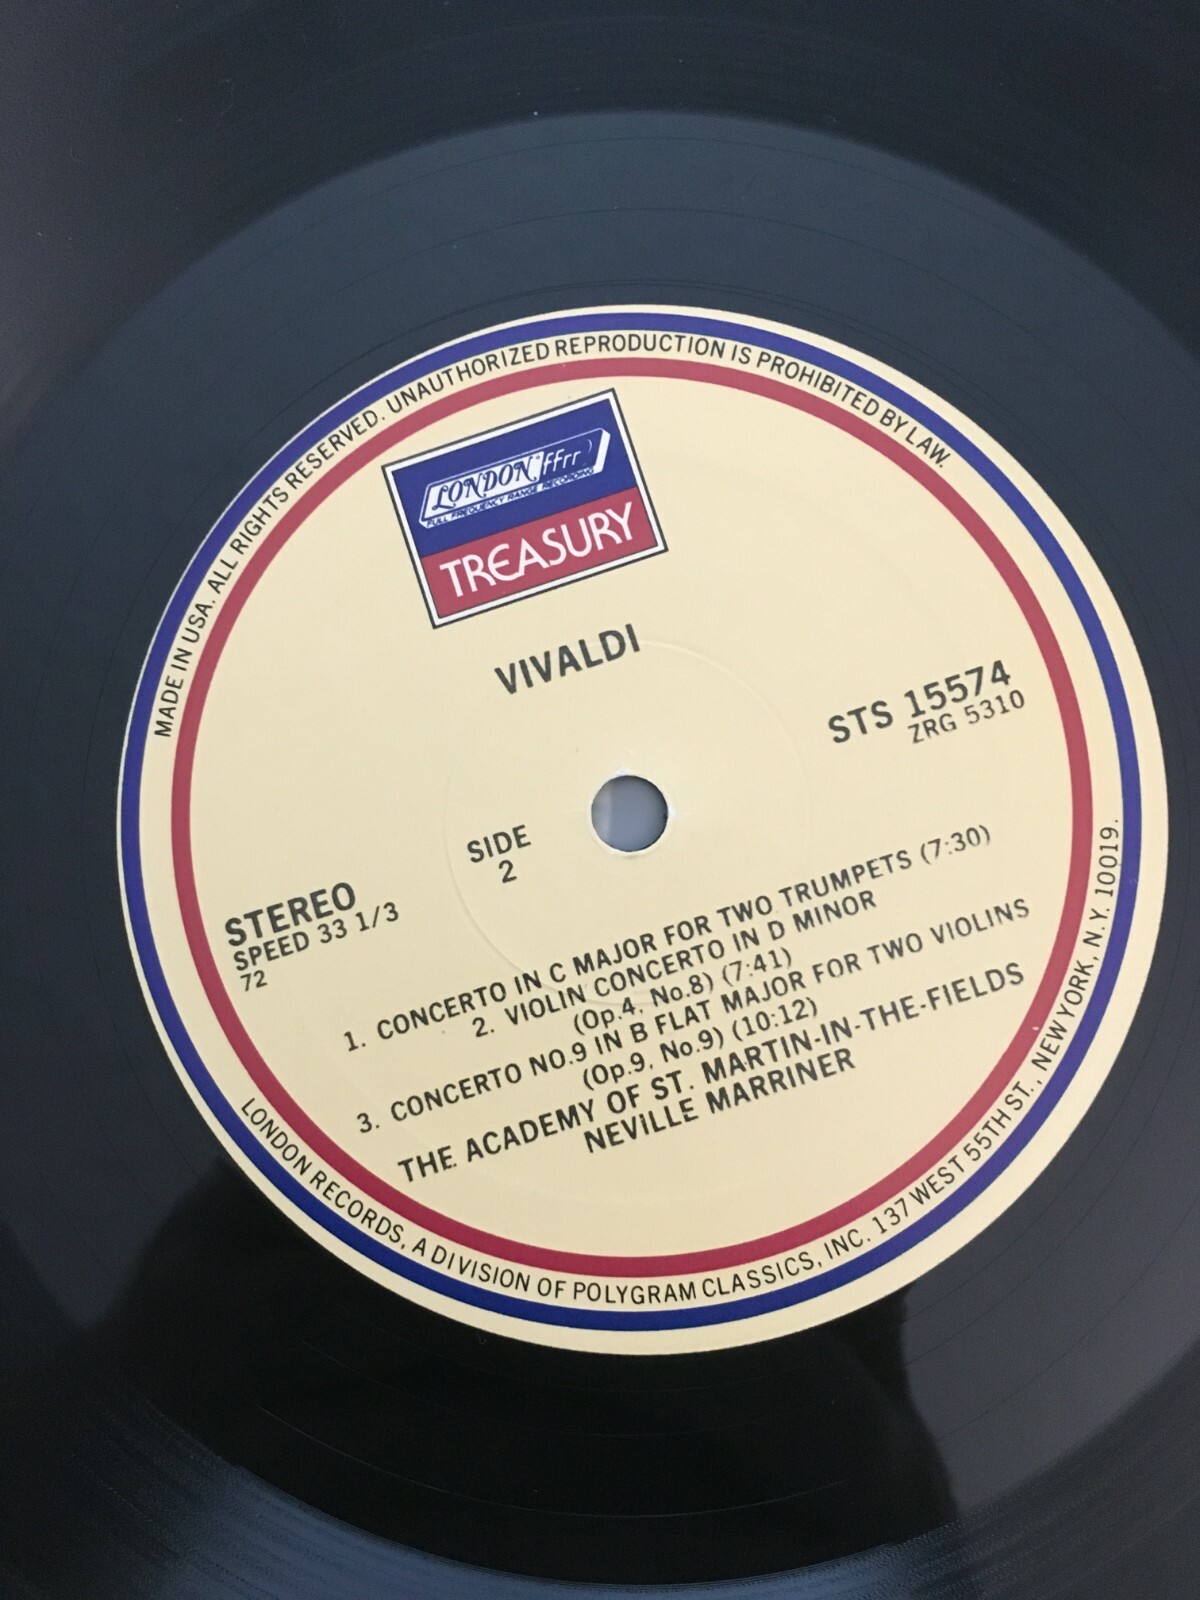 MADE IN USA. ALL RIGHTS RESERVED. UNAUTHORIZED REPRODUCTION IS PROHIBITED BY LAW.
LONDON ffrr
FULL FREQUENCY RANGE RECORDING
TREASURY
VIVALDI
STS 15574
ZRG 5310
SIDE
2
STEREO
SPEED 33 1/3
72
1. CONCERTO IN C MAJOR FOR TWO TRUMPETS (7:30)
2. VIOLIN CONCERTO IN D MINOR
(Op.4, No.8) (7:41)
3. CONCERTO NO.9 IN B FLAT MAJOR FOR TWO VIOLINS
(Op.9, No.9) (10:12)
THE ACADEMY OF ST. MARTIN-IN-THE-FIELDS
NEVILLE MARRINER
LONDON RECORDS, A DIVISION OF POLYGRAM CLASSICS, INC. 137 WEST 55TH ST., NEW YORK, N.Y. 10019.